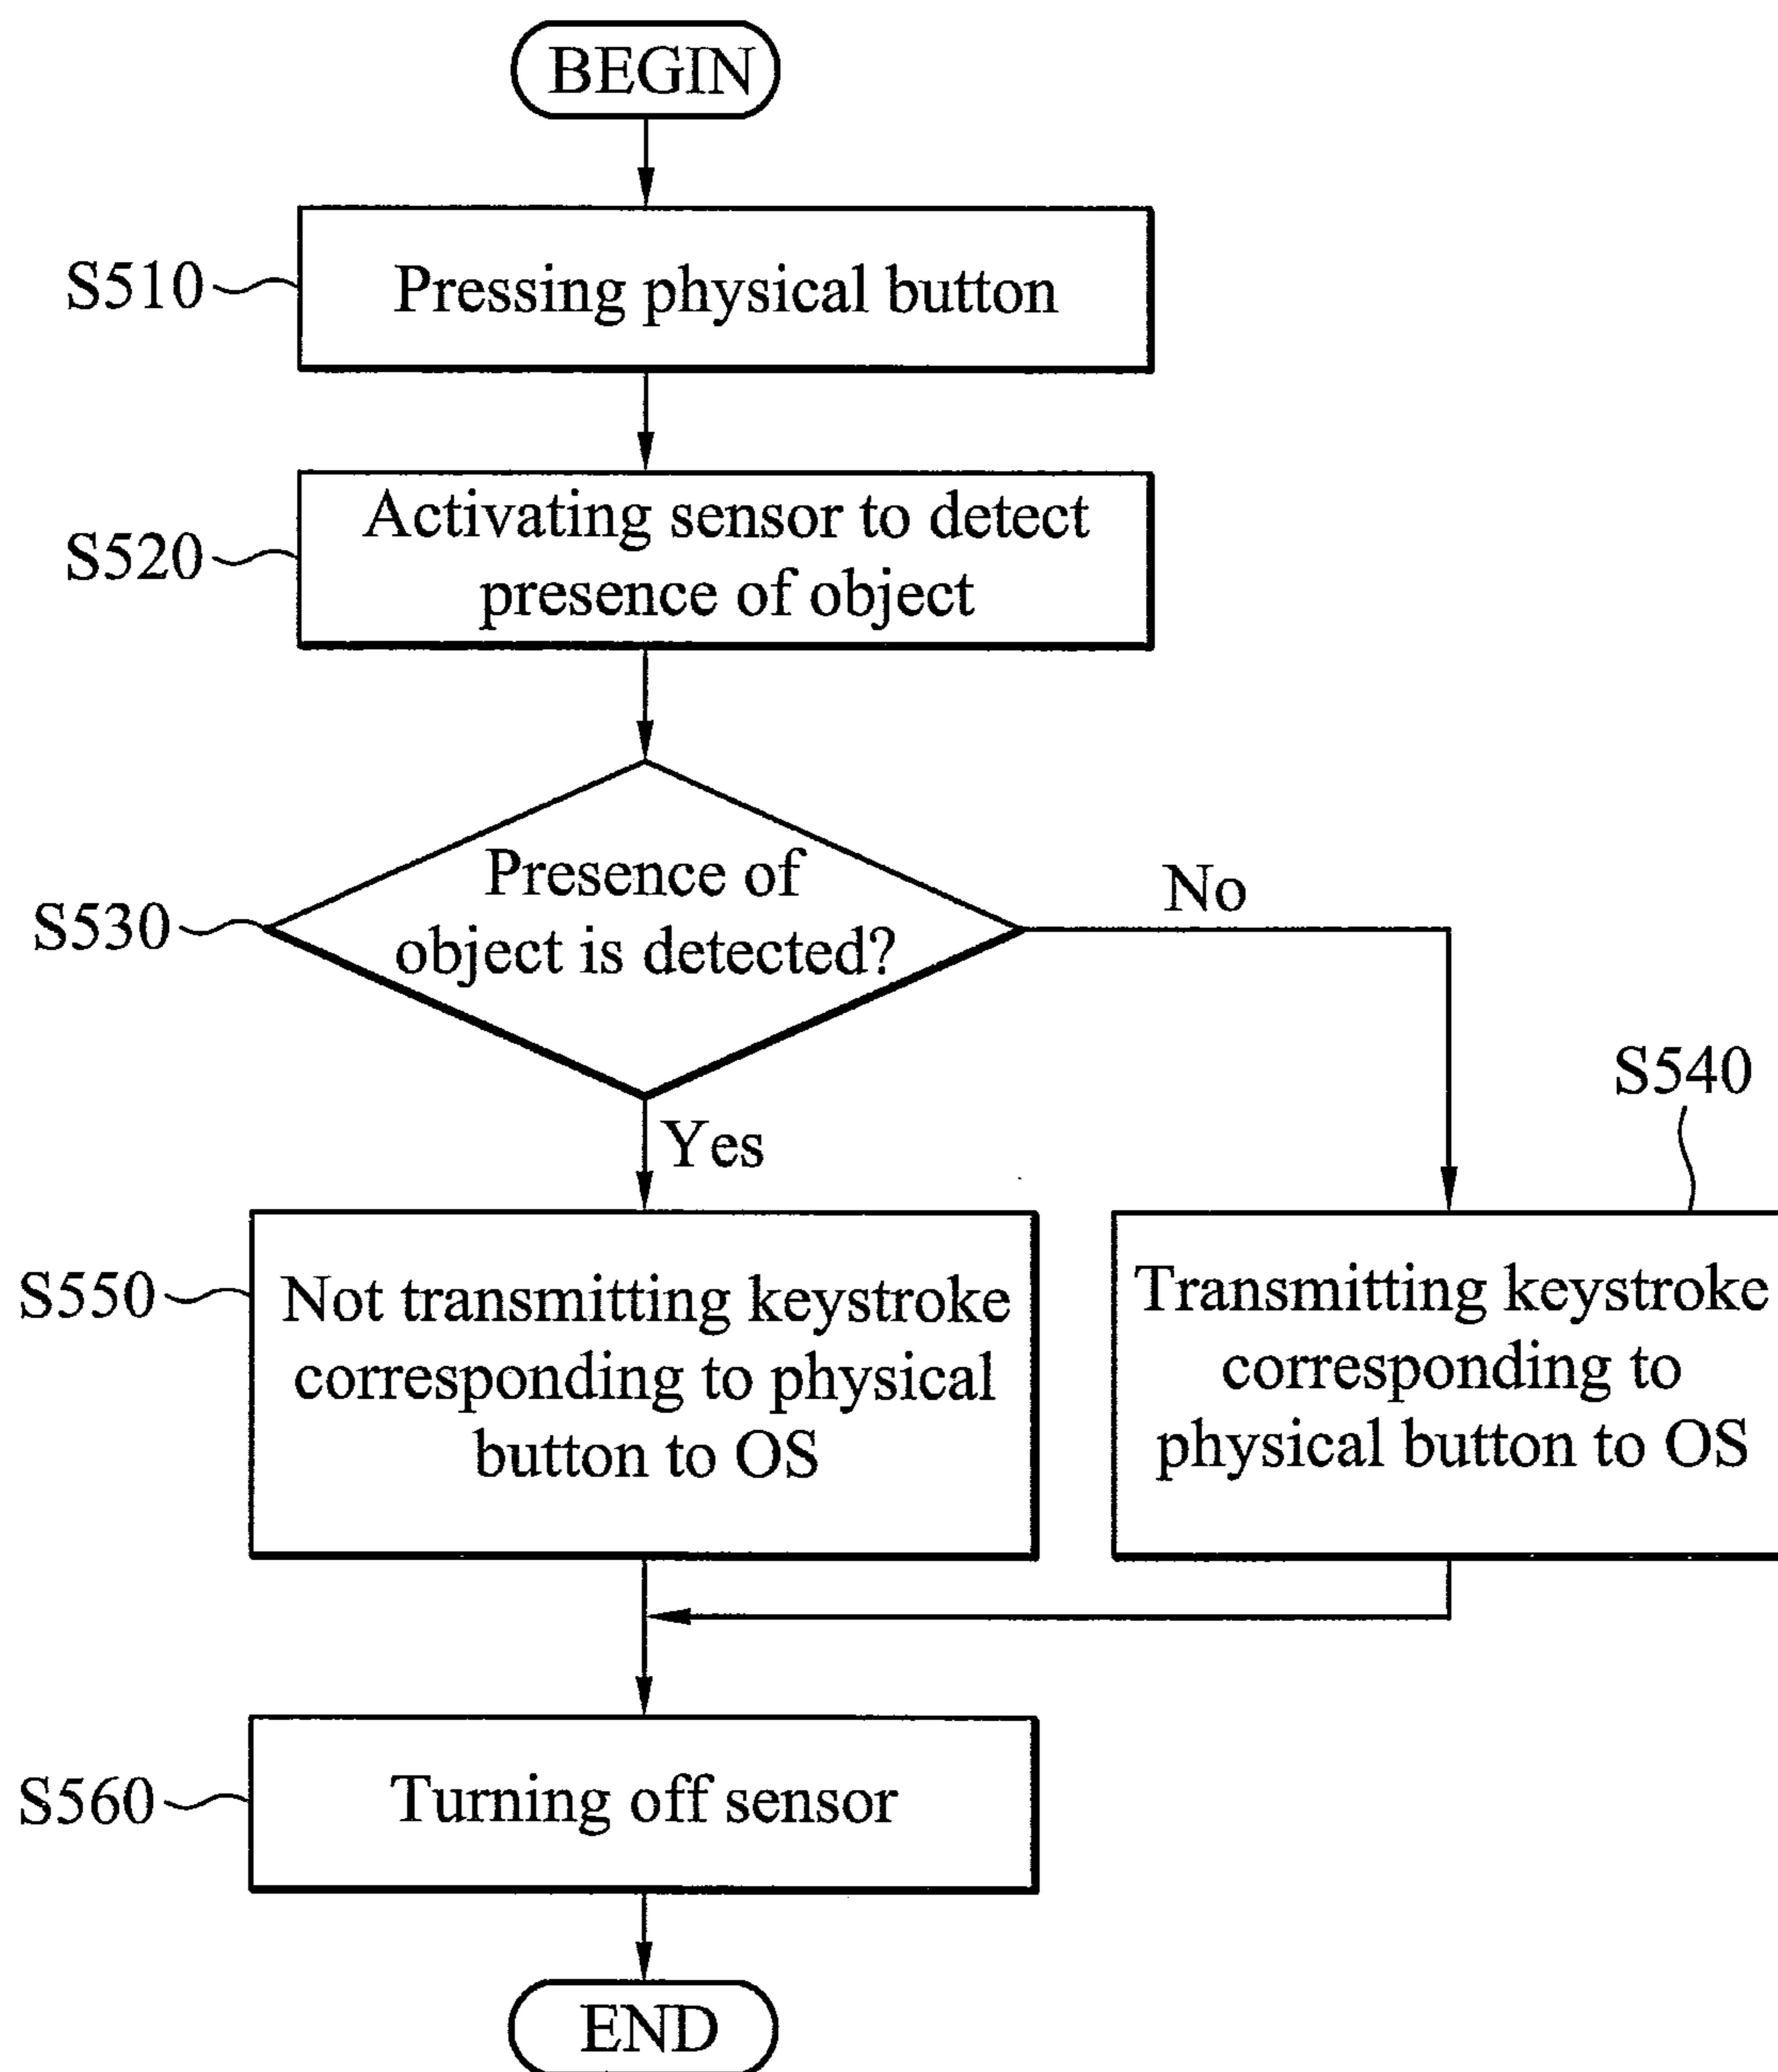 BEGIN
S510
Pressing physical button
S520
Activating sensor to detect
presence of object
S530
Presence of
object is detected?
No
Yes
S540
S550
Not transmitting keystroke
corresponding to physical
button to OS
Transmitting keystroke
corresponding to
physical button to OS
S560
Turning off sensor
END